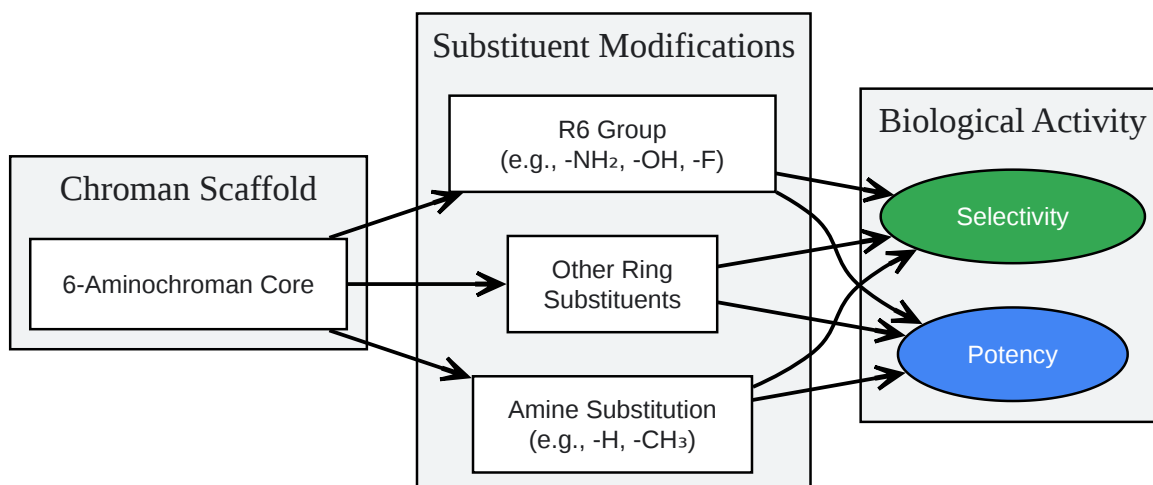 Chroman Scaffold
6-Aminochroman Core
Substituent Modifications
R6 Group
(e.g., -NH₂, -OH, -F)
Other Ring
Substituents
Amine Substitution
(e.g., -H, -CH₃)
Biological Activity
Selectivity
Potency